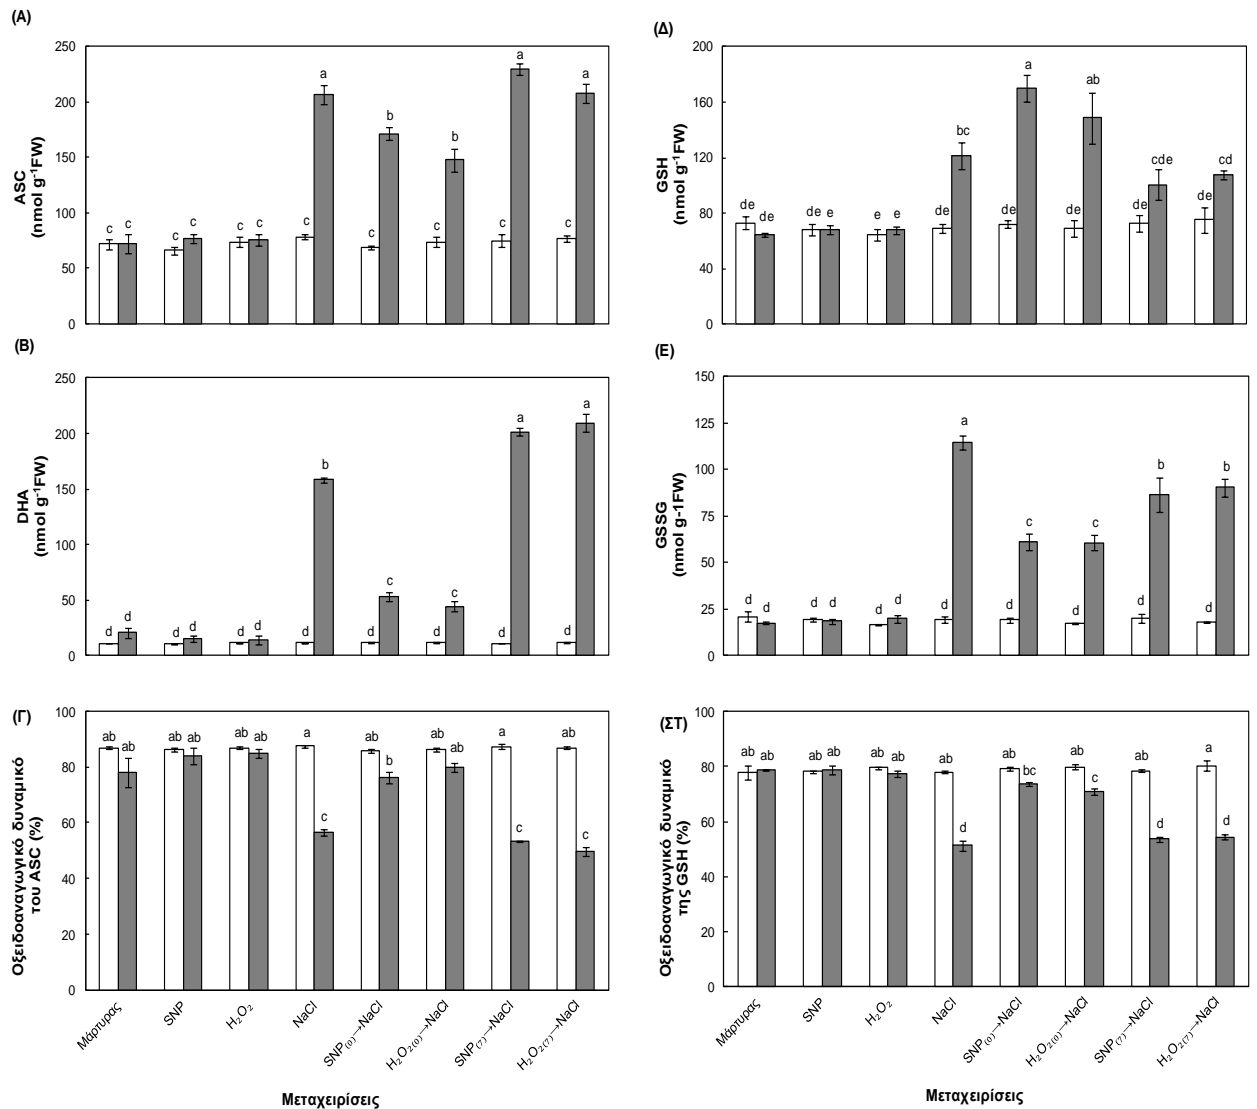 (Α)
ASC
(nmol g-1FW)
250
200
150
100
50
0
c c c c c c c a c b c b c a c a
(Δ)
GSH
(nmol g-1FW)
200
160
120
80
40
0
de de de e e e de bc de a de ab de cde de cd
(Β)
DHA
(nmol g-1FW)
250
200
150
100
50
0
d d d d d d d b d c d c d a d a
(Ε)
GSSG
(nmol g-1FW)
150
125
100
75
50
25
0
d d d d d d d a d c d c d b d b
(Γ)
Οξειδοαναγωγικό δυναμικό
του ASC (%)
100
80
60
40
20
0
ab ab ab ab ab ab a c ab b ab ab a c ab c
Μάρτυρας
SNP
H2O2
NaCl
SNP(0)→NaCl
H2O2(0)→NaCl
SNP(7)→NaCl
H2O2(7)→NaCl
Μεταχειρίσεις
(ΣΤ)
Οξειδοαναγωγικό δυναμικό
της GSH (%)
100
80
60
40
20
0
ab ab ab ab ab ab ab d ab bc ab c ab d a d
Μάρτυρας
SNP
H2O2
NaCl
SNP(0)→NaCl
H2O2(0)→NaCl
SNP(7)→NaCl
H2O2(7)→NaCl
Μεταχειρίσεις